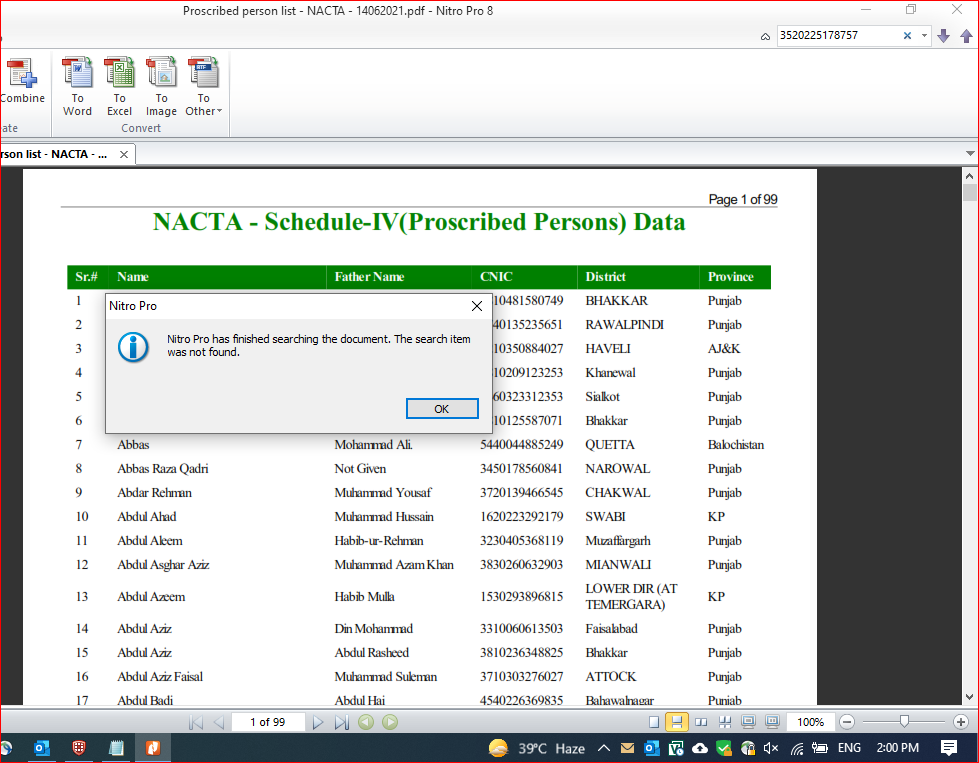 Proscribed person list - NACTA - 14062021.pdf - Nitro Pro 8
3520225178757
Combine
To Word
To Excel
To Image
To Other
ate
Convert
rson list - NACTA - ...
Page 1 of 99
NACTA - Schedule-IV(Proscribed Persons) Data
Sr.# Name Father Name CNIC District Province
1 10481580749 BHAKKAR Punjab
2 40135235651 RAWALPINDI Punjab
3 10350884027 HAVELI AJ&K
4 10209123253 Khanewal Punjab
5 60323312353 Sialkot Punjab
6 10125587071 Bhakkar Punjab
Nitro Pro
Nitro Pro has finished searching the document. The search item
was not found.
OK
7 Abbas Mohammad Ali. 5440044885249 QUETTA Balochistan
8 Abbas Raza Qadri Not Given 3450178560841 NAROWAL Punjab
9 Abdar Rehman Muhammad Yousaf 3720139466545 CHAKWAL Punjab
10 Abdul Ahad Muhammad Hussain 1620223292179 SWABI KP
11 Abdul Aleem Habib-ur-Rehman 3230405368119 Muzaffargarh Punjab
12 Abdul Asghar Aziz Muhammad Azam Khan 3830260632903 MIANWALI Punjab
13 Abdul Azeem Habib Mulla 1530293896815 LOWER DIR (AT TEMERGARA) KP
14 Abdul Aziz Din Mohammad 3310060613503 Faisalabad Punjab
15 Abdul Aziz Abdul Rasheed 3810236348825 Bhakkar Punjab
16 Abdul Aziz Faisal Muhammad Suleman 3710303276027 ATTOCK Punjab
17 Abdul Badi Abdul Hai 4540226369835 Bahawalnagar Punjab
1 of 99
100%
39°C Haze
ENG
2:00 PM